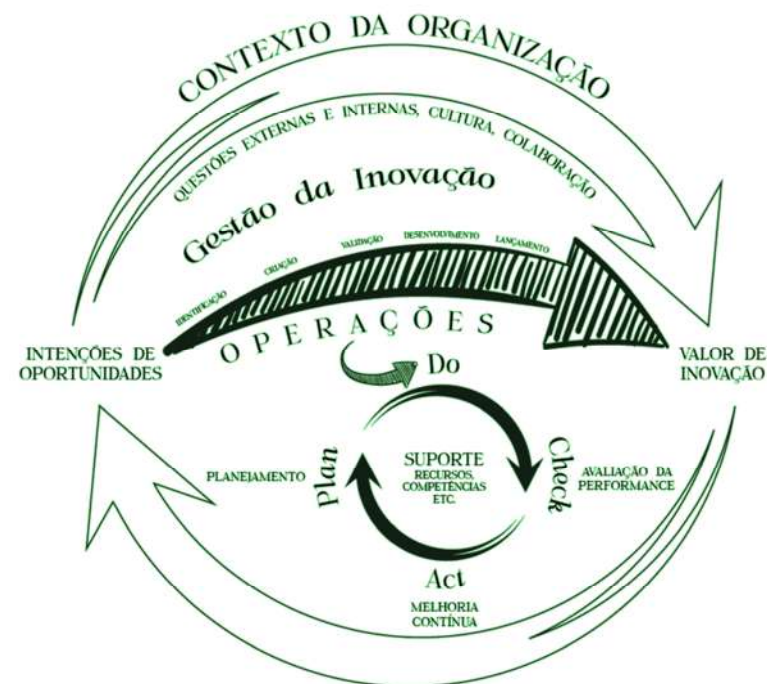 CONTEXTO DA ORGANIZAÇÃO
QUESTÕES EXTERNAS E INTERNAS, CULTURA, COLABORAÇÃO
Gestão da Inovação
IDENTIFICAÇÃO
CRIAÇÃO
VALIDAÇÃO
DESENVOLVIMENTO
LANÇAMENTO
OPERAÇÕES
INTENÇÕES DE
OPORTUNIDADES
VALOR DE
INOVAÇÃO
Do
Plan
PLANEJAMENTO
SUPORTE
RECURSOS,
COMPETÊNCIAS
ETC.
Check
AVALIAÇÃO DA
PERFORMANCE
Act
MELHORIA
CONTÍNUA